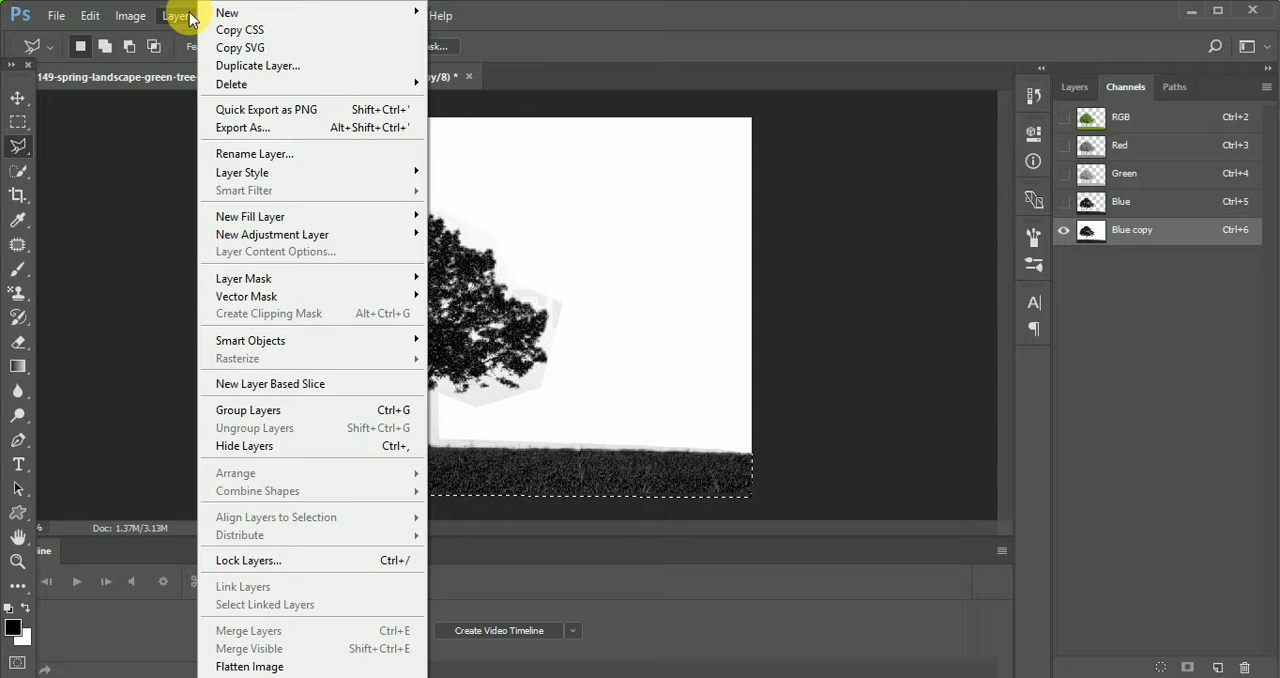 Ps File Edit Image Layer Help
Fe ask...
149-spring-landscape-green-tree- py/8) * ×
New
Copy CSS
Copy SVG
Duplicate Layer...
Delete
Quick Export as PNG Shift+Ctrl+'
Export As... Alt+Shift+Ctrl+'
Rename Layer...
Layer Style
Smart Filter
New Fill Layer
New Adjustment Layer
Layer Content Options...
Layer Mask
Vector Mask
Create Clipping Mask Alt+Ctrl+G
Smart Objects
Rasterize
New Layer Based Slice
Group Layers Ctrl+G
Ungroup Layers Shift+Ctrl+G
Hide Layers Ctrl+,
Arrange
Combine Shapes
Align Layers to Selection
Distribute
Lock Layers... Ctrl+/
Link Layers
Select Linked Layers
Merge Layers Ctrl+E
Merge Visible Shift+Ctrl+E
Flatten Image
Layers Channels Paths
RGB Ctrl+2
Red Ctrl+3
Green Ctrl+4
Blue Ctrl+5
Blue copy Ctrl+6
% Doc: 1.37M/3.13M
ine
Create Video Timeline